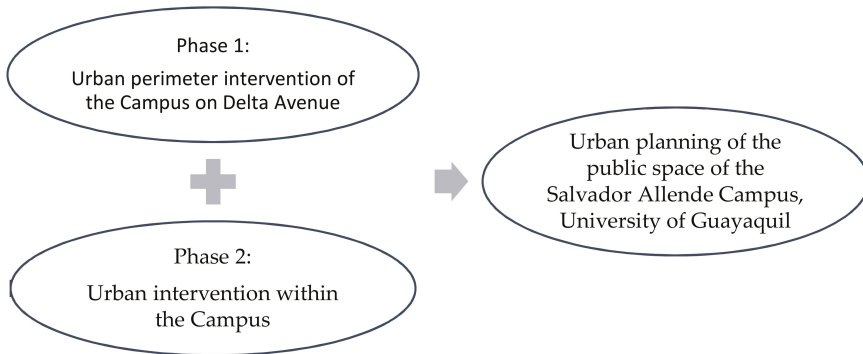 Phase 1:
Urban perimeter intervention of
the Campus on Delta Avenue
Phase 2:
Urban intervention within
the Campus
Urban planning of the
public space of the
Salvador Allende Campus,
University of Guayaquil